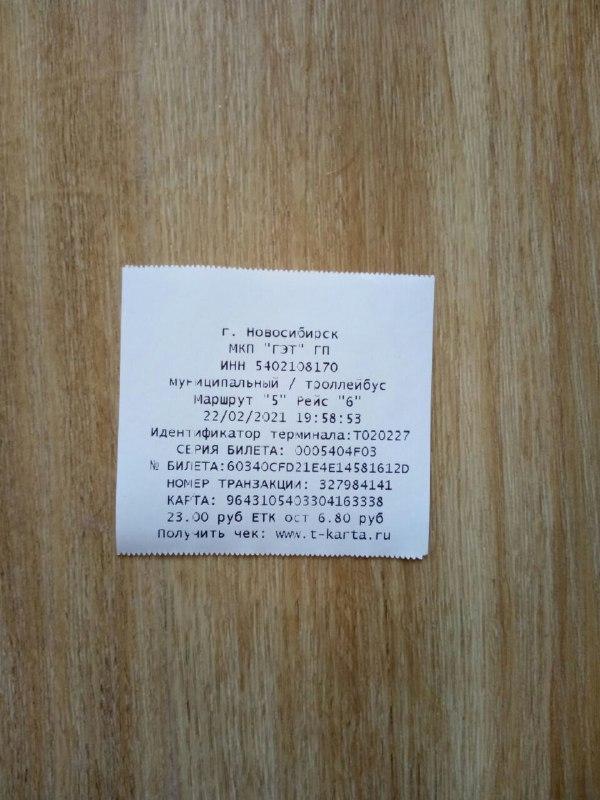 г. Новосибирск
МКП "ГЭТ" ГП
ИНН 5402108170
муниципальный / троллейбус
Маршрут "5" Рейс "6"
22/02/2021 19:58:53
Идентификатор терминала:T020227
СЕРИЯ БИЛЕТА: 0005404F03
№ БИЛЕТА:60340CFD21E4E14581612D
НОМЕР ТРАНЗАКЦИИ: 327984141
КАРТА: 9643105403304163338
23.00 руб ЕТК ост 6.80 руб
Получить чек: www.t-karta.ru